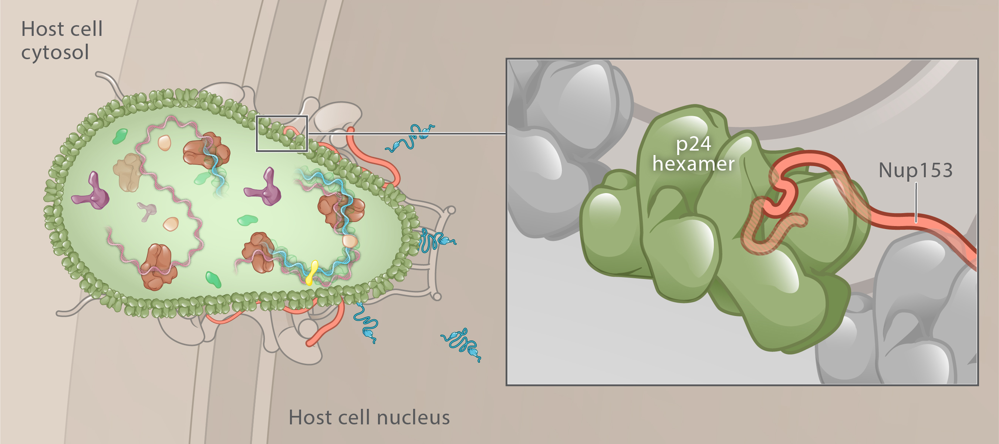 Host cell
cytosol
p24
hexamer
Nup153
Host cell nucleus